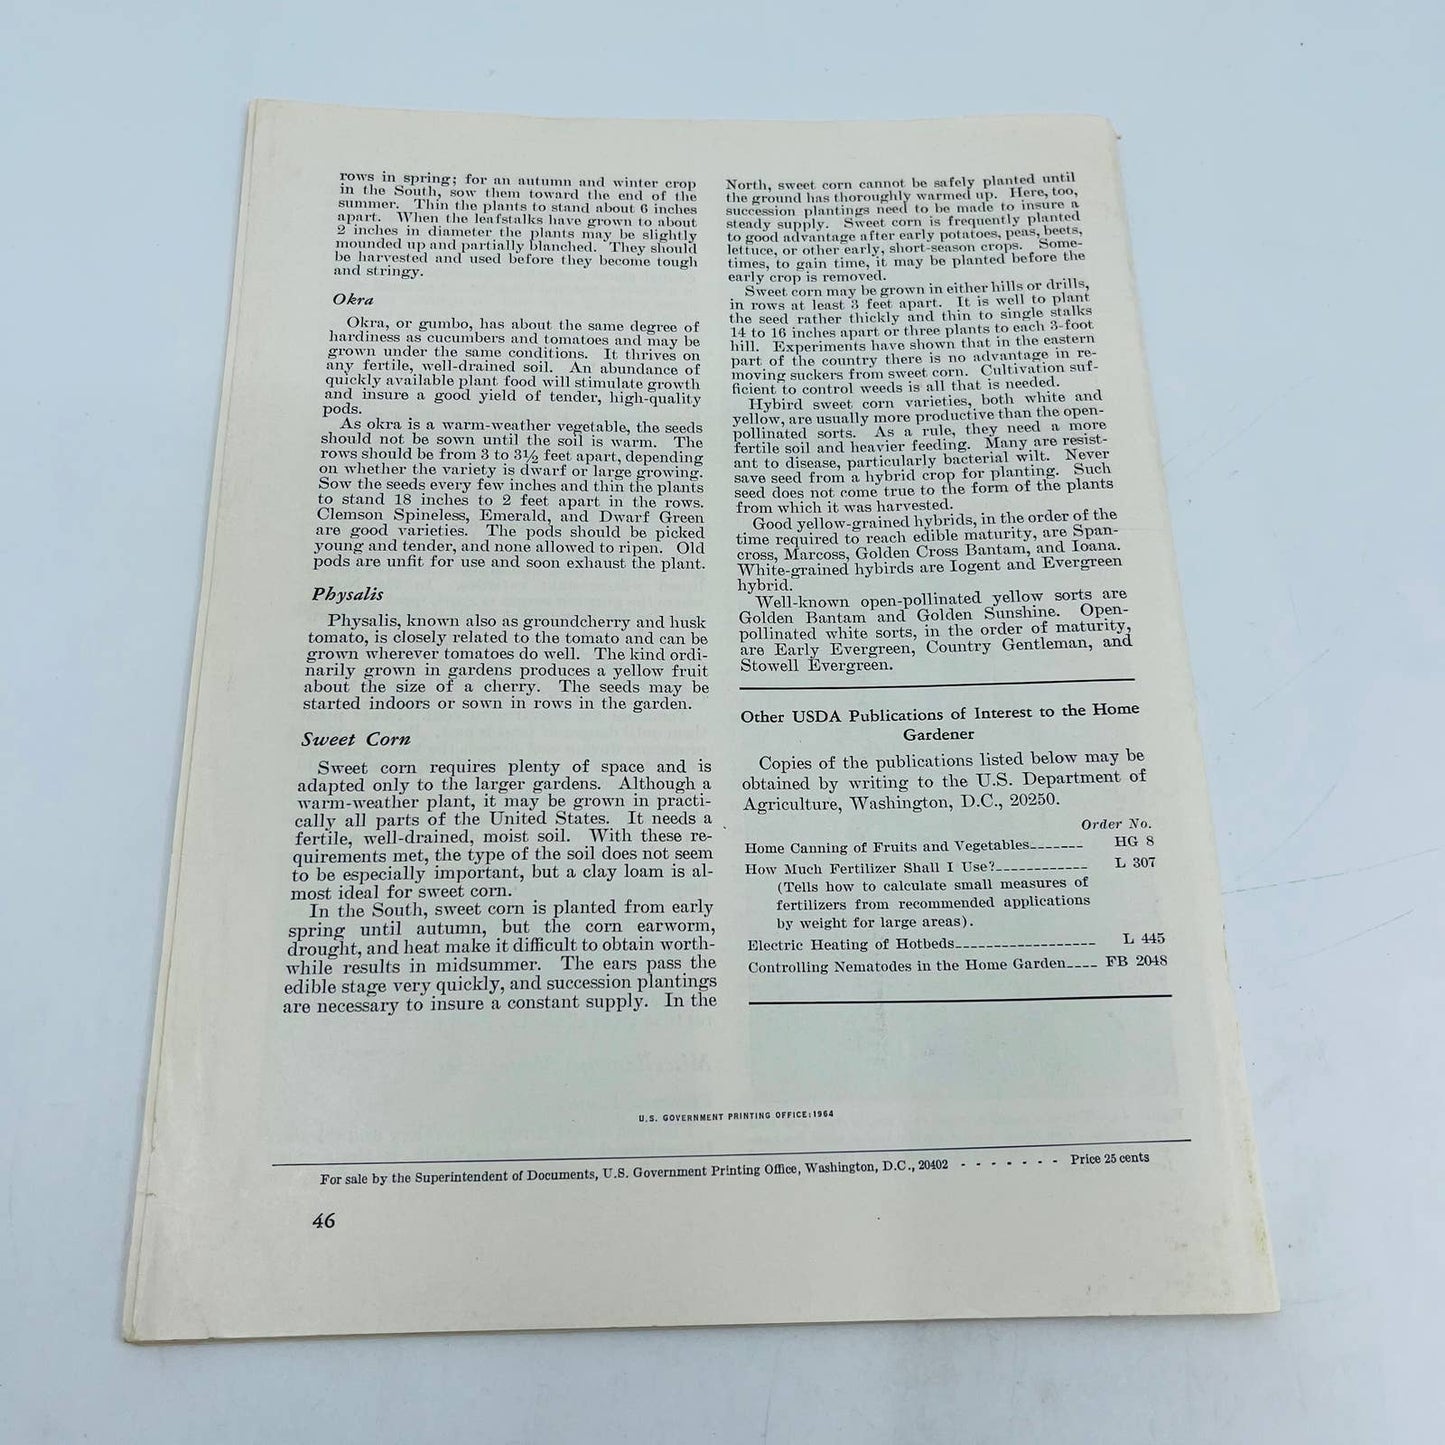 rows in spring; for an autumn and winter crop
in the South, sow them toward the end of the
summer. Thin the plants to stand about 6 inches
apart. When the leafstalks have grown to about
2 inches in diameter the plants may be slightly
mounded up and partially blanched. They should
be harvested and used before they become tough
and stringy.
Okra
Okra, or gumbo, has about the same degree of
hardiness as cucumbers and tomatoes and may be
grown under the same conditions. It thrives on
any fertile, well-drained soil. An abundance of
quickly available plant food will stimulate growth
and insure a good yield of tender, high-quality
pods.
As okra is a warm-weather vegetable, the seeds
should not be sown until the soil is warm. The
rows should be from 3 to 3½ feet apart, depending
on whether the variety is dwarf or large growing.
Sow the seeds every few inches and thin the plants
to stand 18 inches to 2 feet apart in the rows.
Clemson Spineless, Emerald, and Dwarf Green
are good varieties. The pods should be picked
young and tender, and none allowed to ripen. Old
pods are unfit for use and soon exhaust the plant.
Physalis
Physalis, known also as groundcherry and husk
tomato, is closely related to the tomato and can be
grown wherever tomatoes do well. The kind ordi-
narily grown in gardens produces a yellow fruit
about the size of a cherry. The seeds may be
started indoors or sown in rows in the garden.
Sweet Corn
Sweet corn requires plenty of space and is
adapted only to the larger gardens. Although a
warm-weather plant, it may be grown in practi-
cally all parts of the United States. It needs a
fertile, well-drained, moist soil. With these re-
quirements met, the type of the soil does not seem
to be especially important, but a clay loam is al-
most ideal for sweet corn.
In the South, sweet corn is planted from early
spring until autumn, but the corn earworm,
drought, and heat make it difficult to obtain worth-
while results in midsummer. The ears pass the
edible stage very quickly, and succession plantings
are necessary to insure a constant supply. In the
North, sweet corn cannot be safely planted until
the ground has thoroughly warmed up. Here, too,
succession plantings need to be made to insure a
steady supply. Sweet corn is frequently planted
to good advantage after early potatoes, peas, beets,
lettuce, or other early, short-season crops. Some-
times, to gain time, it may be planted before the
early crop is removed.
Sweet corn may be grown in either hills or drills,
in rows at least 3 feet apart. It is well to plant
the seed rather thickly and thin to single stalks
14 to 16 inches apart or three plants to each 3-foot
hill. Experiments have shown that in the eastern
part of the country there is no advantage in re-
moving suckers from sweet corn. Cultivation suf-
ficient to control weeds is all that is needed.
Hybird sweet corn varieties, both white and
yellow, are usually more productive than the open-
pollinated sorts. As a rule, they need a more
fertile soil and heavier feeding. Many are resist-
ant to disease, particularly bacterial wilt. Never
save seed from a hybrid crop for planting. Such
seed does not come true to the form of the plants
from which it was harvested.
Good yellow-grained hybrids, in the order of the
time required to reach edible maturity, are Span-
cross, Marcoss, Golden Cross Bantam, and Ioana.
White-grained hybirds are Iogent and Evergreen
hybrid.
Well-known open-pollinated yellow sorts are
Golden Bantam and Golden Sunshine. Open-
pollinated white sorts, in the order of maturity,
are Early Evergreen, Country Gentleman, and
Stowell Evergreen.
Other USDA Publications of Interest to the Home
Gardener
Copies of the publications listed below may be
obtained by writing to the U.S. Department of
Agriculture, Washington, D.C., 20250.
Order No.
Home Canning of Fruits and Vegetables------- HG 8
How Much Fertilizer Shall I Use?------------ L 307
(Tells how to calculate small measures of
fertilizers from recommended applications
by weight for large areas).
Electric Heating of Hotbeds------------------ L 445
Controlling Nematodes in the Home Garden---- FB 2048
U.S. GOVERNMENT PRINTING OFFICE:1964
For sale by the Superintendent of Documents, U.S. Government Printing Office, Washington, D.C., 20402 - - - - - - - Price 25 cents
46